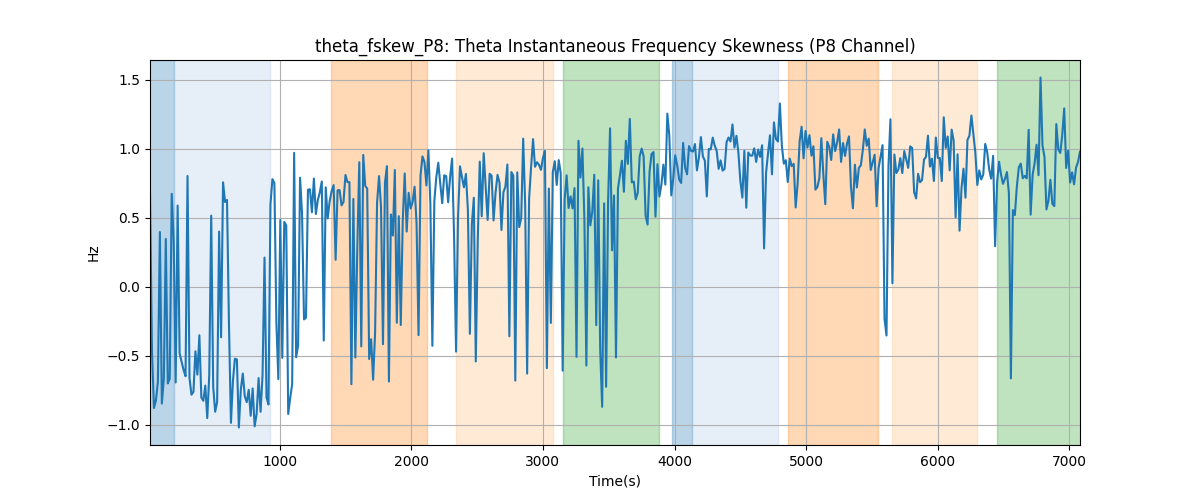 theta_fskew_P8: Theta Instantaneous Frequency Skewness (P8 Channel)
1.5
1.0
0.5
0.0
−0.5
−1.0
Hz
1000 2000 3000 4000 5000 6000 7000
Time(s)